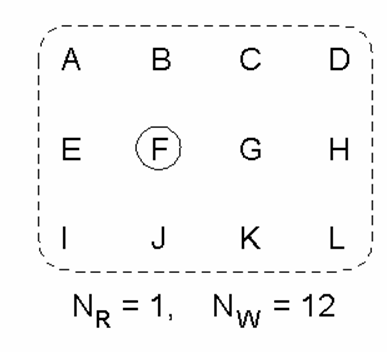 A B C D
E F G H
I J K L
N_R = 1, N_W = 12